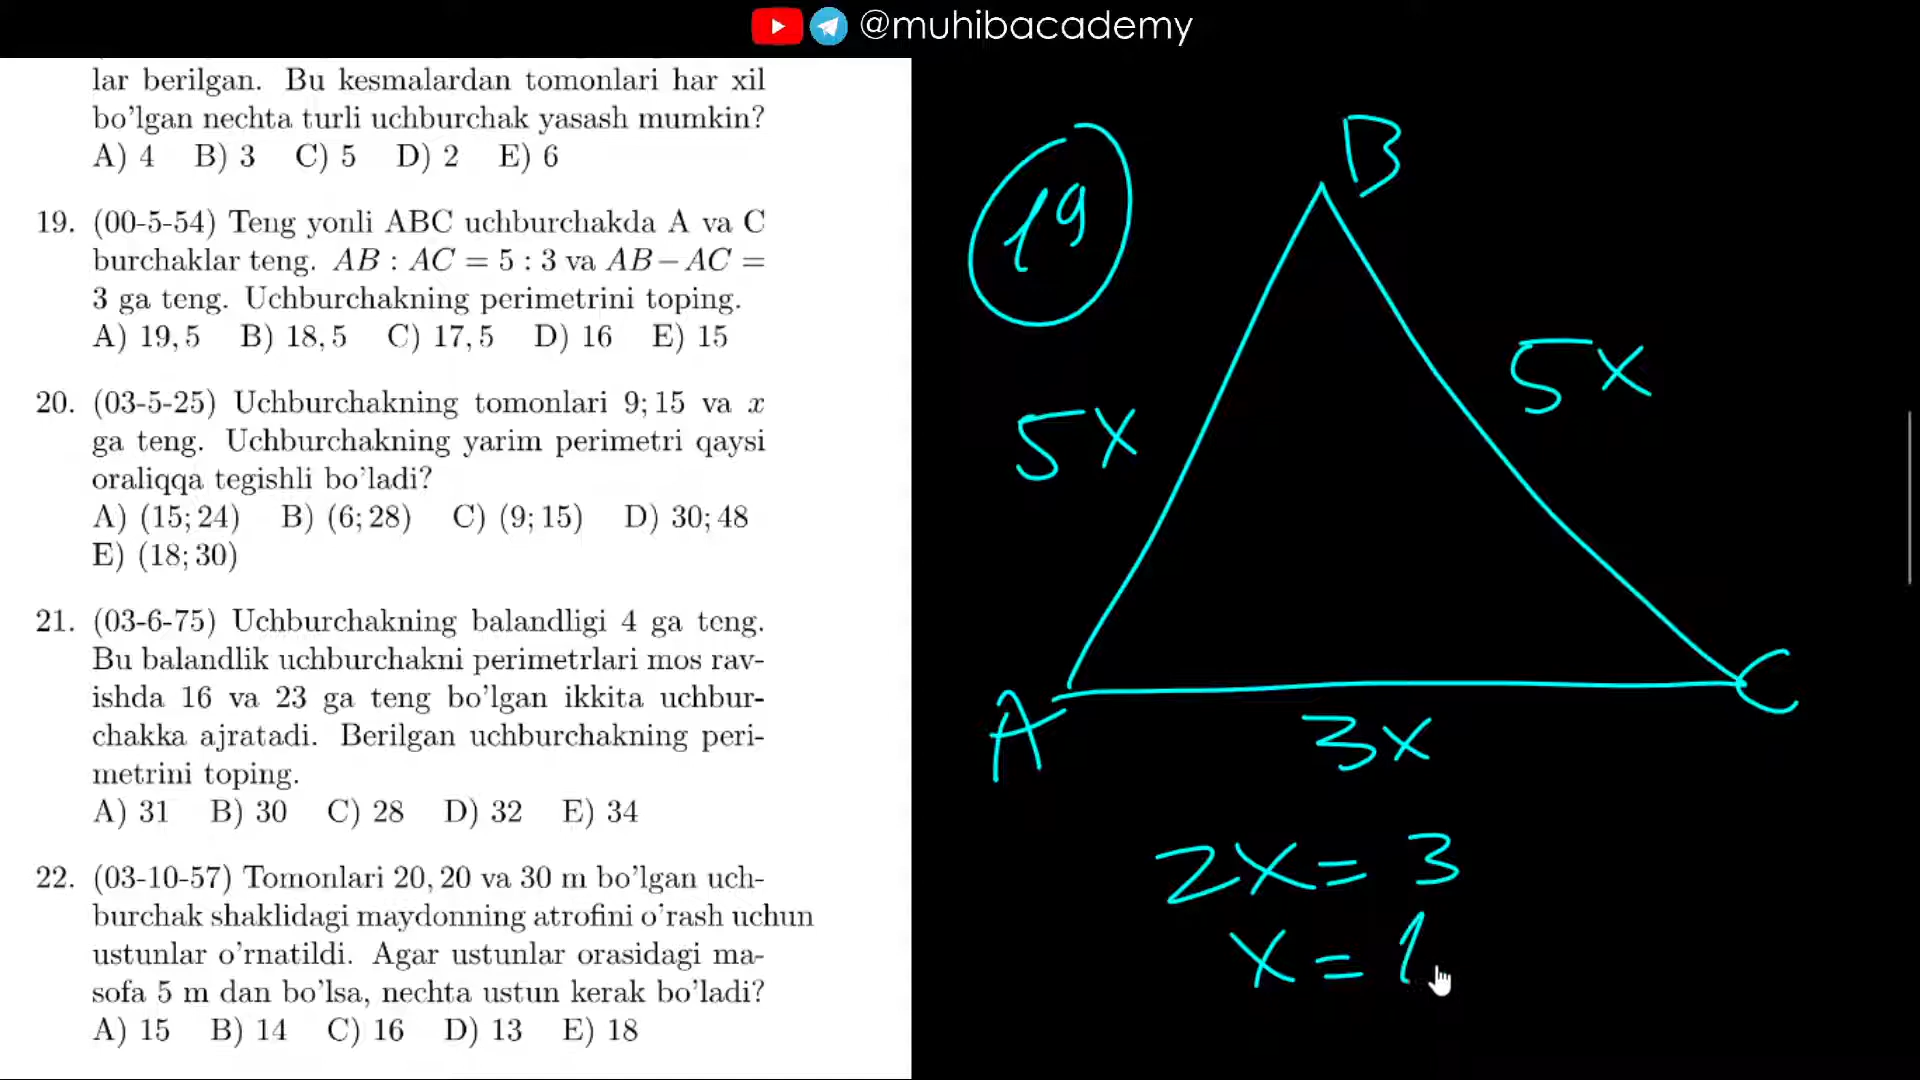 @muhibacademy
lar berilgan. Bu kesmalardan tomonlari har xil
bo'lgan nechta turli uchburchak yasash mumkin?
A) 4 B) 3 C) 5 D) 2 E) 6
19. (00-5-54) Teng yonli ABC uchburchakda A va C
burchaklar teng. AB : AC = 5 : 3 va AB − AC =
3 ga teng. Uchburchakning perimetrini toping.
A) 19, 5 B) 18, 5 C) 17, 5 D) 16 E) 15
20. (03-5-25) Uchburchakning tomonlari 9; 15 va x
ga teng. Uchburchakning yarim perimetri qaysi
oraliqqa tegishli bo'ladi?
A) (15; 24) B) (6; 28) C) (9; 15) D) 30; 48
E) (18; 30)
21. (03-6-75) Uchburchakning balandligi 4 ga teng.
Bu balandlik uchburchakni perimetrlari mos rav-
ishda 16 va 23 ga teng bo'lgan ikkita uchbur-
chakka ajratadi. Berilgan uchburchakning peri-
metrini toping.
A) 31 B) 30 C) 28 D) 32 E) 34
22. (03-10-57) Tomonlari 20, 20 va 30 m bo'lgan uch-
burchak shaklidagi maydonning atrofini o'rash uchun
ustunlar o'rnatildi. Agar ustunlar orasidagi ma-
sofa 5 m dan bo'lsa, nechta ustun kerak bo'ladi?
A) 15 B) 14 C) 16 D) 13 E) 18
19
B
5x
5x
A
C
3x
2x = 3
x = 1